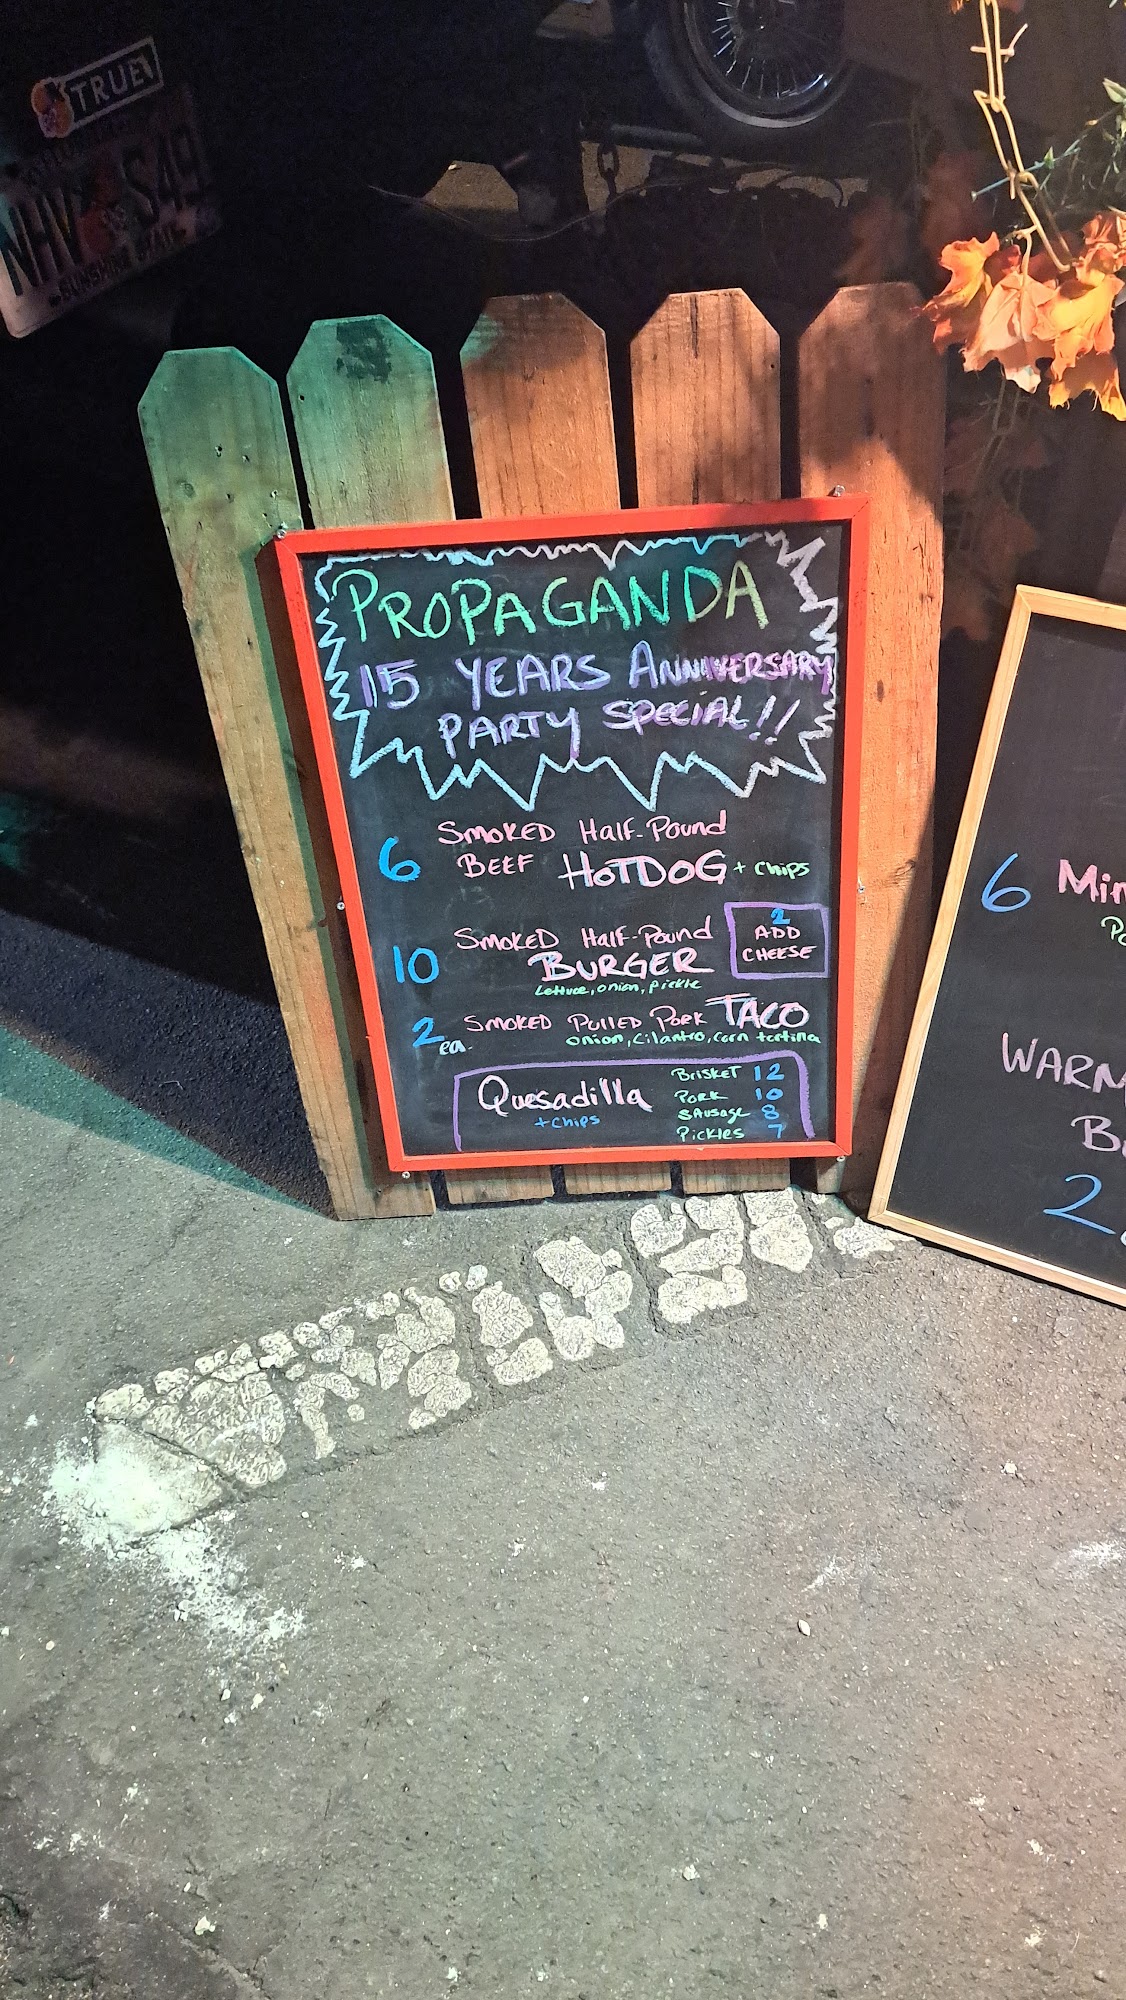 TRUE
NHV S49
SUNSHINE STATE
PROPAGANDA
15 YEARS ANNIVERSARY
PARTY SPECIAL!!
6 SMOKED Half-Pound
BEEF HOTDOG + chips
10 SMOKED Half-Pound
BURGER
Lettuce, onion, pickle
2
ADD
CHEESE
2 ea. SMOKED Pulled Pork TACO
onion, cilantro, corn tortilla
Quesadilla
+ chips
BRISKET 12
PORK 10
SAUSAGE 8
PICKLES 7
6
WARM
2